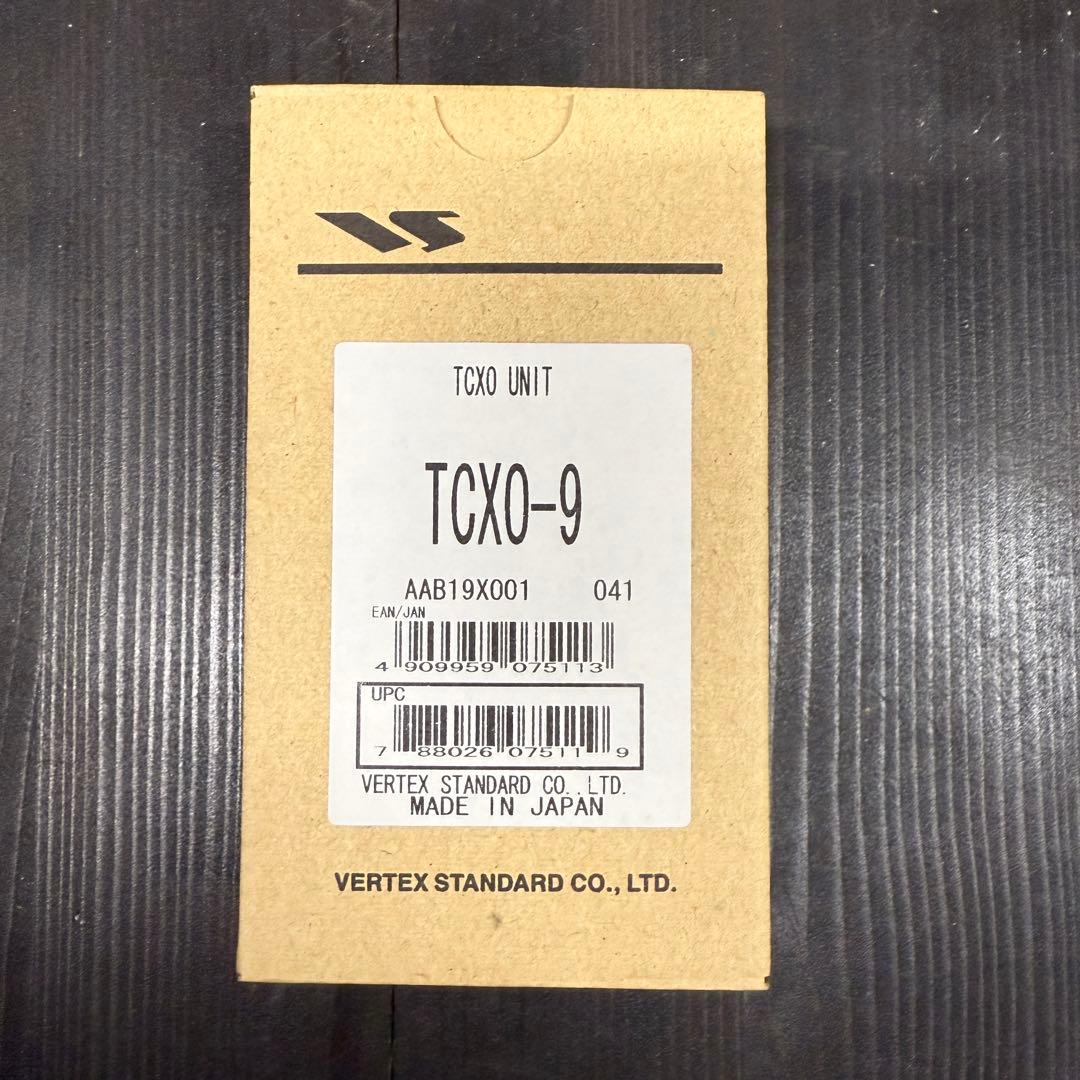 VS
TCXO UNIT
TCXO-9
AAB19X001 041
EAN/JAN
4 909959 075113
UPC
7 88026 07511 9
VERTEX STANDARD CO.,LTD.
MADE IN JAPAN
VERTEX STANDARD CO., LTD.